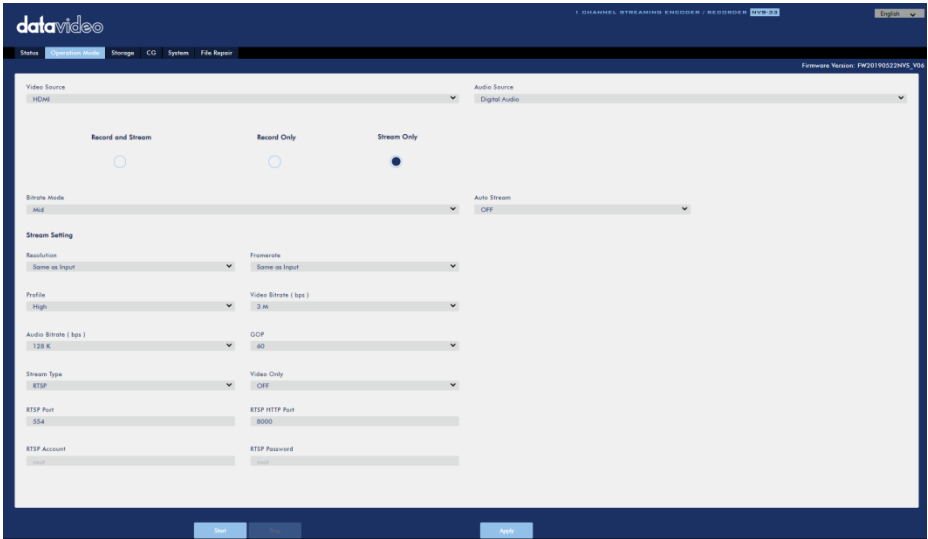 1 CHANNEL STREAMING ENCODER / RECORDER NVS-33
English
datavideo
Status Operation Mode Storage CG System File Repair
Firmware Version: FW20190522NVS_V06
Video Source Audio Source
HDMI Digital Audio
Record and Stream Record Only Stream Only
Bitrate Mode Auto Stream
Mid OFF
Stream Setting
Resolution Framerate
Same as Input Same as Input
Profile Video Bitrate ( bps )
High 3 M
Audio Bitrate ( bps ) GOP
128 K 60
Stream Type Video Only
RTSP OFF
RTSP Port RTSP HTTP Port
554 8000
RTSP Account RTSP Password
Start Stop Apply